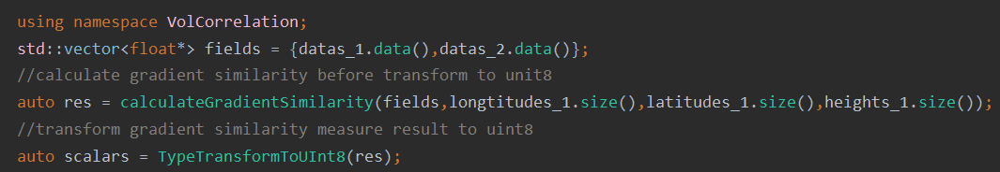 using namespace VolCorrelation;
std::vector<float*> fields = {datas_1.data(),datas_2.data()};
//calculate gradient similarity before transform to unit8
auto res = calculateGradientSimilarity(fields,longtitudes_1.size(),latitudes_1.size(),heights_1.size());
//transform gradient similarity measure result to uint8
auto scalars = TypeTransformToUInt8(res);